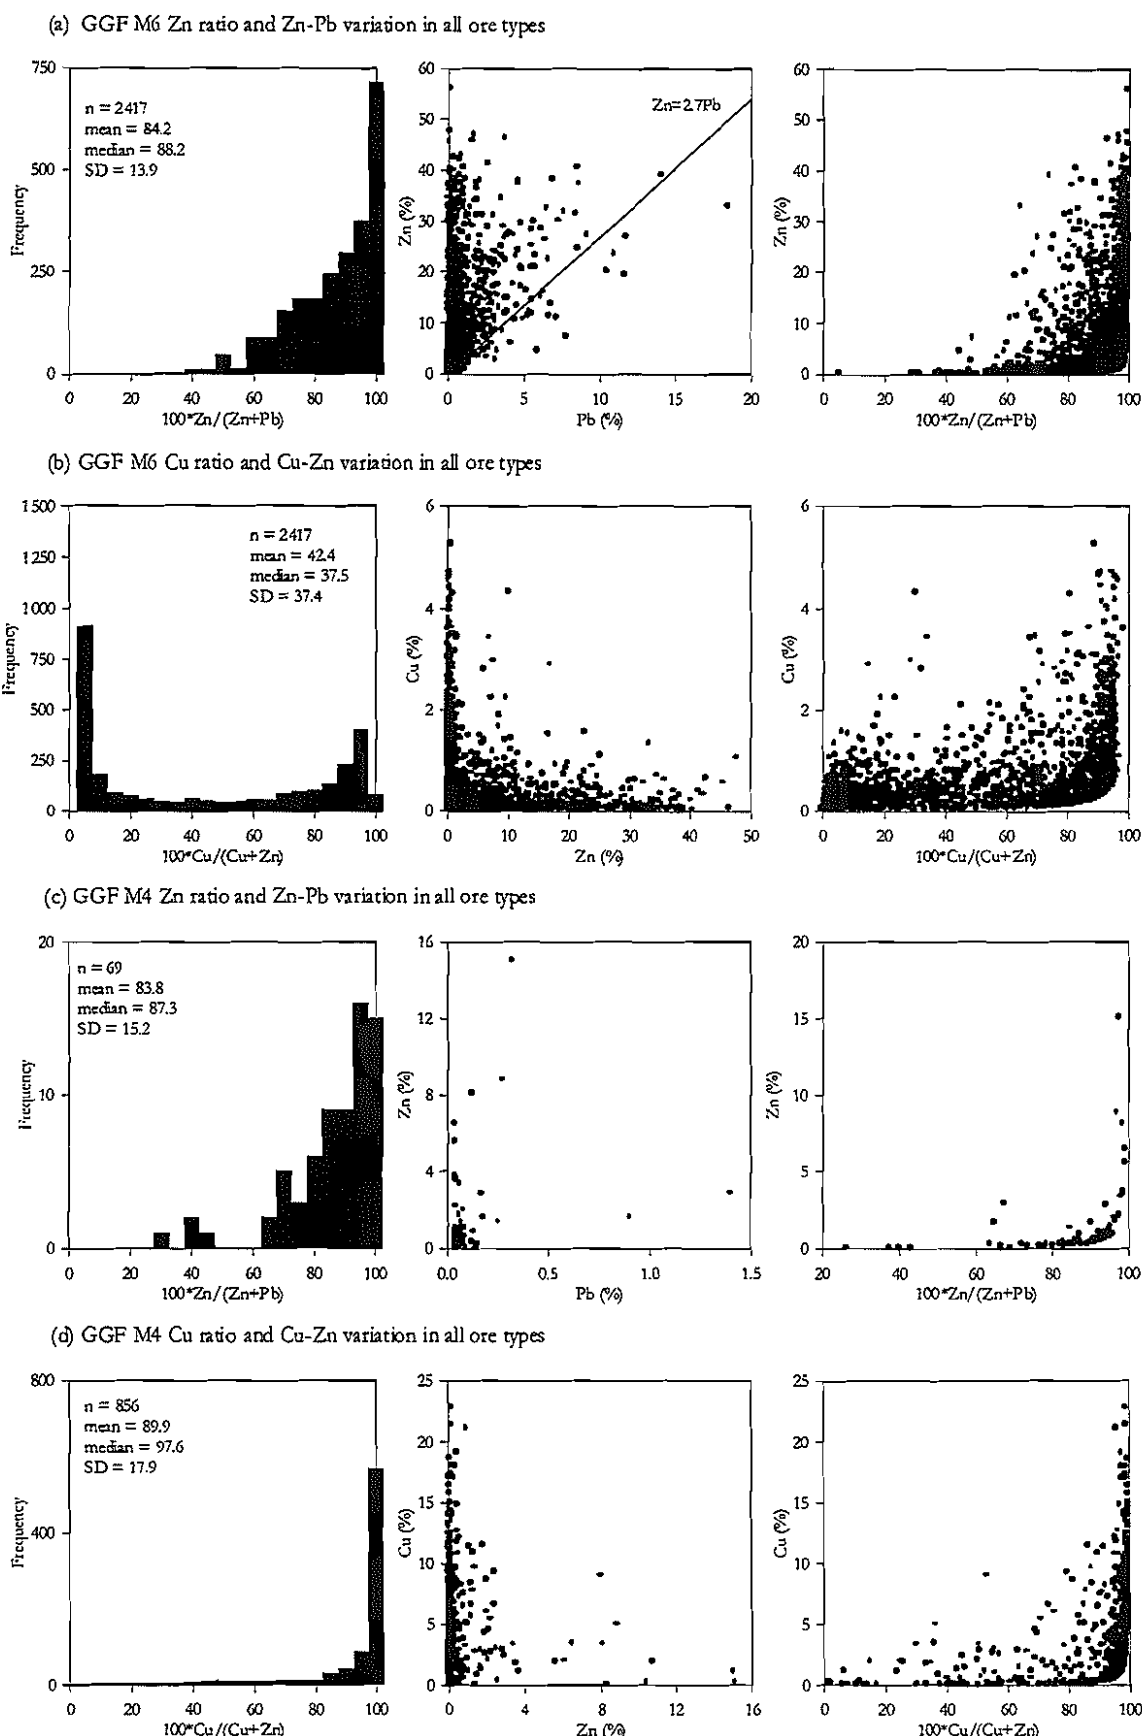 (a) GGF M6 Zn ratio and Zn-Pb variation in all ore types
750
500
250
0
Frequency
n = 2417
mean = 84.2
median = 88.2
SD = 13.9
0 20 40 60 80 100
100*Zn/(Zn+Pb)
60
50
40
30
20
10
0
Zn (%)
Zn=2.7Pb
0 5 10 15 20
Pb (%)
60
50
40
30
20
10
0
Zn (%)
0 20 40 60 80 100
100*Zn/(Zn+Pb)
(b) GGF M6 Cu ratio and Cu-Zn variation in all ore types
1500
1250
1000
750
500
250
0
Frequency
n = 2417
mean = 42.4
median = 37.5
SD = 37.4
0 20 40 60 80 100
100*Cu/(Cu+Zn)
6
4
2
0
Cu (%)
0 10 20 30 40 50
Zn (%)
6
4
2
0
Cu (%)
0 20 40 60 80 100
100*Cu/(Cu+Zn)
(c) GGF M4 Zn ratio and Zn-Pb variation in all ore types
20
10
0
Frequency
n = 69
mean = 83.8
median = 87.3
SD = 15.2
0 20 40 60 80 100
100*Zn/(Zn+Pb)
16
12
8
4
0
Zn (%)
0.0 0.5 1.0 1.5
Pb (%)
20
15
10
5
0
Zn (%)
20 40 60 80 100
100*Zn/(Zn+Pb)
(d) GGF M4 Cu ratio and Cu-Zn variation in all ore types
800
400
0
Frequency
n = 856
mean = 89.9
median = 97.6
SD = 17.9
0 20 40 60 80 100
100*Cu/(Cu+Zn)
25
20
15
10
5
0
Cu (%)
0 4 8 12 16
Zn (%)
25
20
15
10
5
0
Cu (%)
0 20 40 60 80 100
100*Cu/(Cu+Zn)